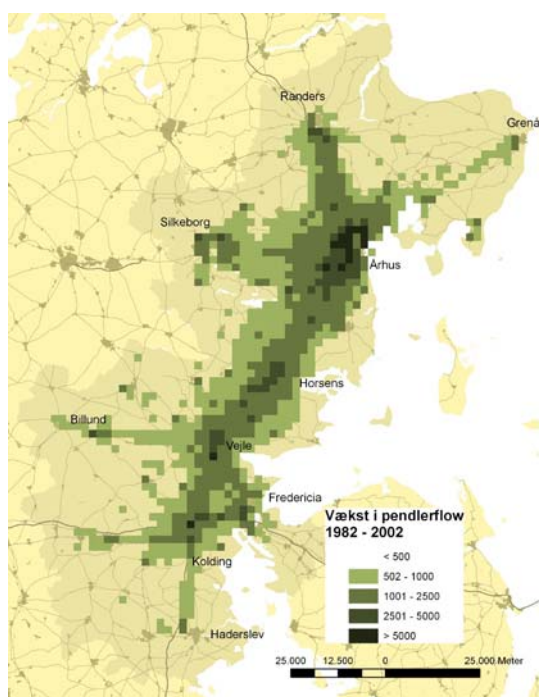 Randers
Grenå
Silkeborg
Århus
Horsens
Billund
Vejle
Fredericia
Vækst i pendlerflow
1982 - 2002
< 500
502 - 1000
1001 - 2500
2501 - 5000
> 5000
Kolding
Haderslev
25.000 12.500 0 25.000 Meter